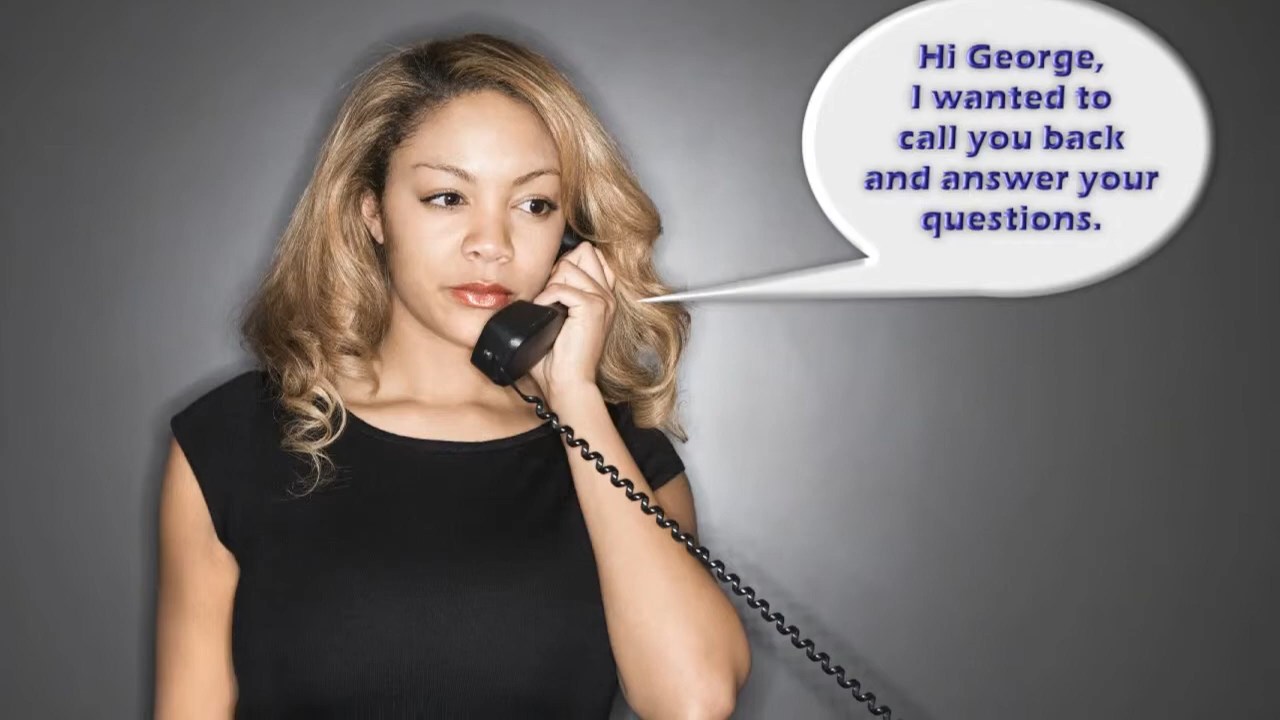 Hi George,
I wanted to
call you back
and answer your
questions.